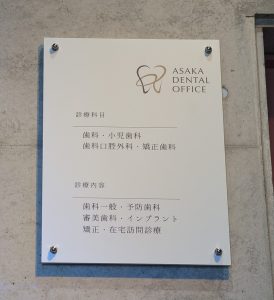 ASAKA
DENTAL
OFFICE
診療科目
歯科・小児歯科
歯科口腔外科・矯正歯科
診療内容
歯科一般・予防歯科
審美歯科・インプラント
矯正・在宅訪問診療